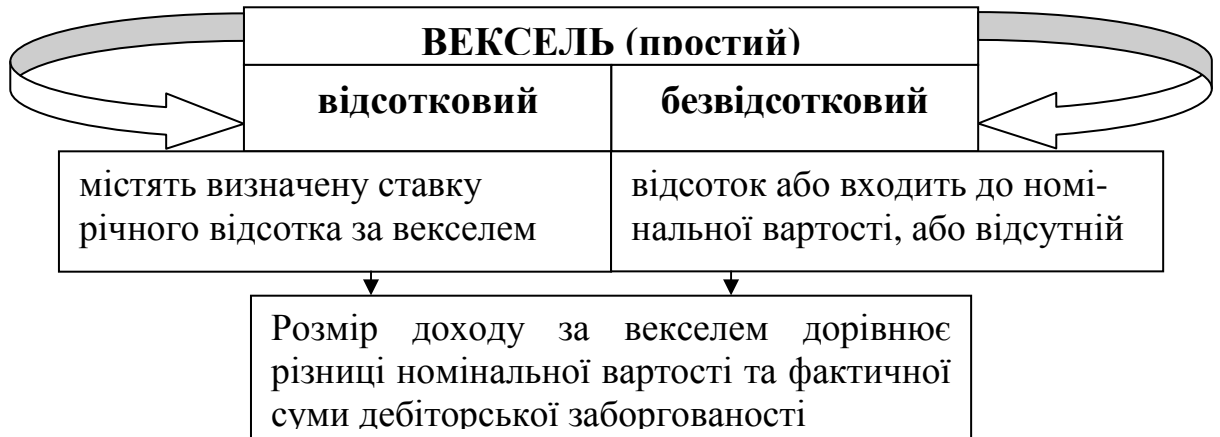 ВЕКСЕЛЬ (простий)
відсотковий
безвідсотковий
містять визначену ставку
річного відсотка за векселем
відсоток або входить до номі-
нальної вартості, або відсутній
Розмір доходу за векселем дорівнює
різниці номінальної вартості та фактичної
суми дебіторської заборгованості